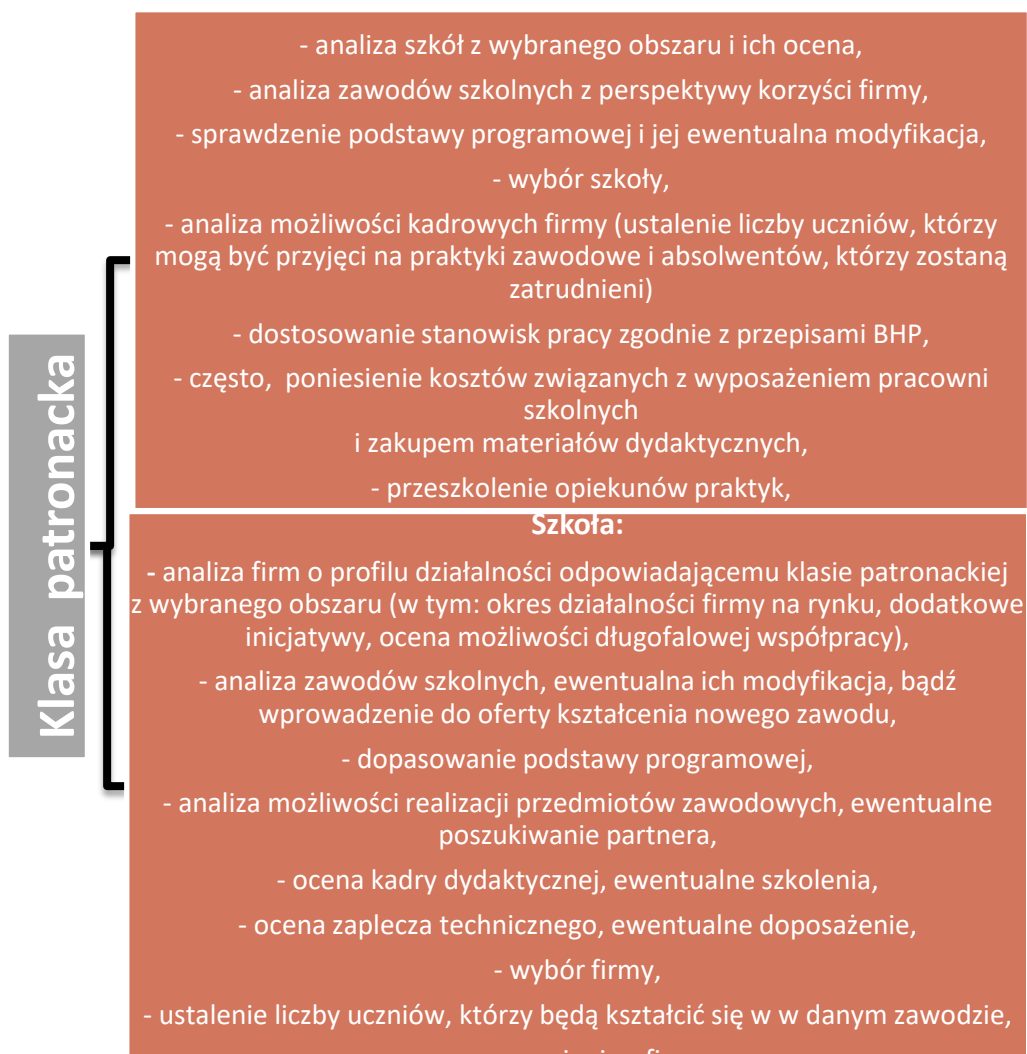 Klasa patronacka
- analiza szkół z wybranego obszaru i ich ocena,
- analiza zawodów szkolnych z perspektywy korzyści firmy,
- sprawdzenie podstawy programowej i jej ewentualna modyfikacja,
- wybór szkoły,
- analiza możliwości kadrowych firmy (ustalenie liczby uczniów, którzy
mogą być przyjęci na praktyki zawodowe i absolwentów, którzy zostaną
zatrudnieni)
- dostosowanie stanowisk pracy zgodnie z przepisami BHP,
- często, poniesienie kosztów związanych z wyposażeniem pracowni
szkolnych
i zakupem materiałów dydaktycznych,
- przeszkolenie opiekunów praktyk,
Szkoła:
- analiza firm o profilu działalności odpowiadającemu klasie patronackiej
z wybranego obszaru (w tym: okres działalności firmy na rynku, dodatkowe
inicjatywy, ocena możliwości długofalowej współpracy),
- analiza zawodów szkolnych, ewentualna ich modyfikacja, bądź
wprowadzenie do oferty kształcenia nowego zawodu,
- dopasowanie podstawy programowej,
- analiza możliwości realizacji przedmiotów zawodowych, ewentualne
poszukiwanie partnera,
- ocena kadry dydaktycznej, ewentualne szkolenia,
- ocena zaplecza technicznego, ewentualne doposażenie,
- wybór firmy,
- ustalenie liczby uczniów, którzy będą kształcić się w w danym zawodzie,